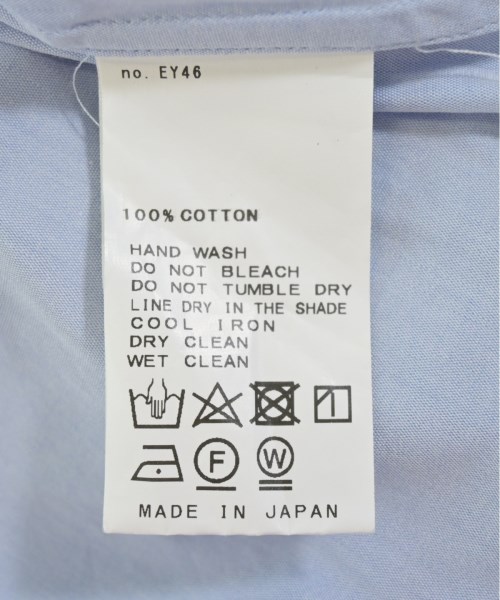 no. EY46
100% COTTON
HAND WASH
DO NOT BLEACH
DO NOT TUMBLE DRY
LINE DRY IN THE SHADE
COOL IRON
DRY CLEAN
WET CLEAN
F W
MADE IN JAPAN